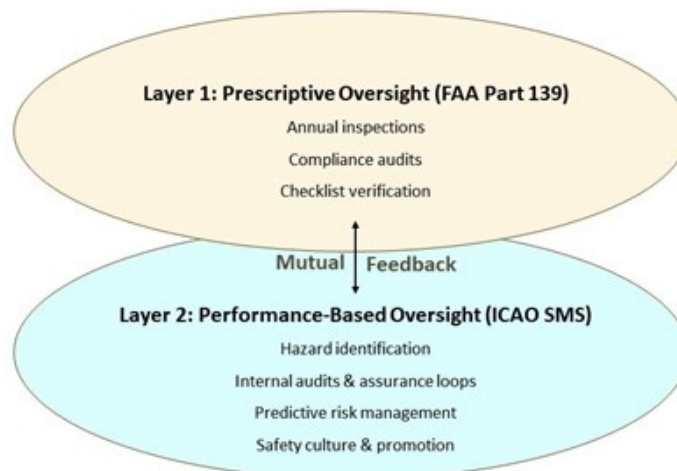 Layer 1: Prescriptive Oversight (FAA Part 139)
Annual inspections
Compliance audits
Checklist verification
Mutual Feedback
Layer 2: Performance-Based Oversight (ICAO SMS)
Hazard identification
Internal audits & assurance loops
Predictive risk management
Safety culture & promotion